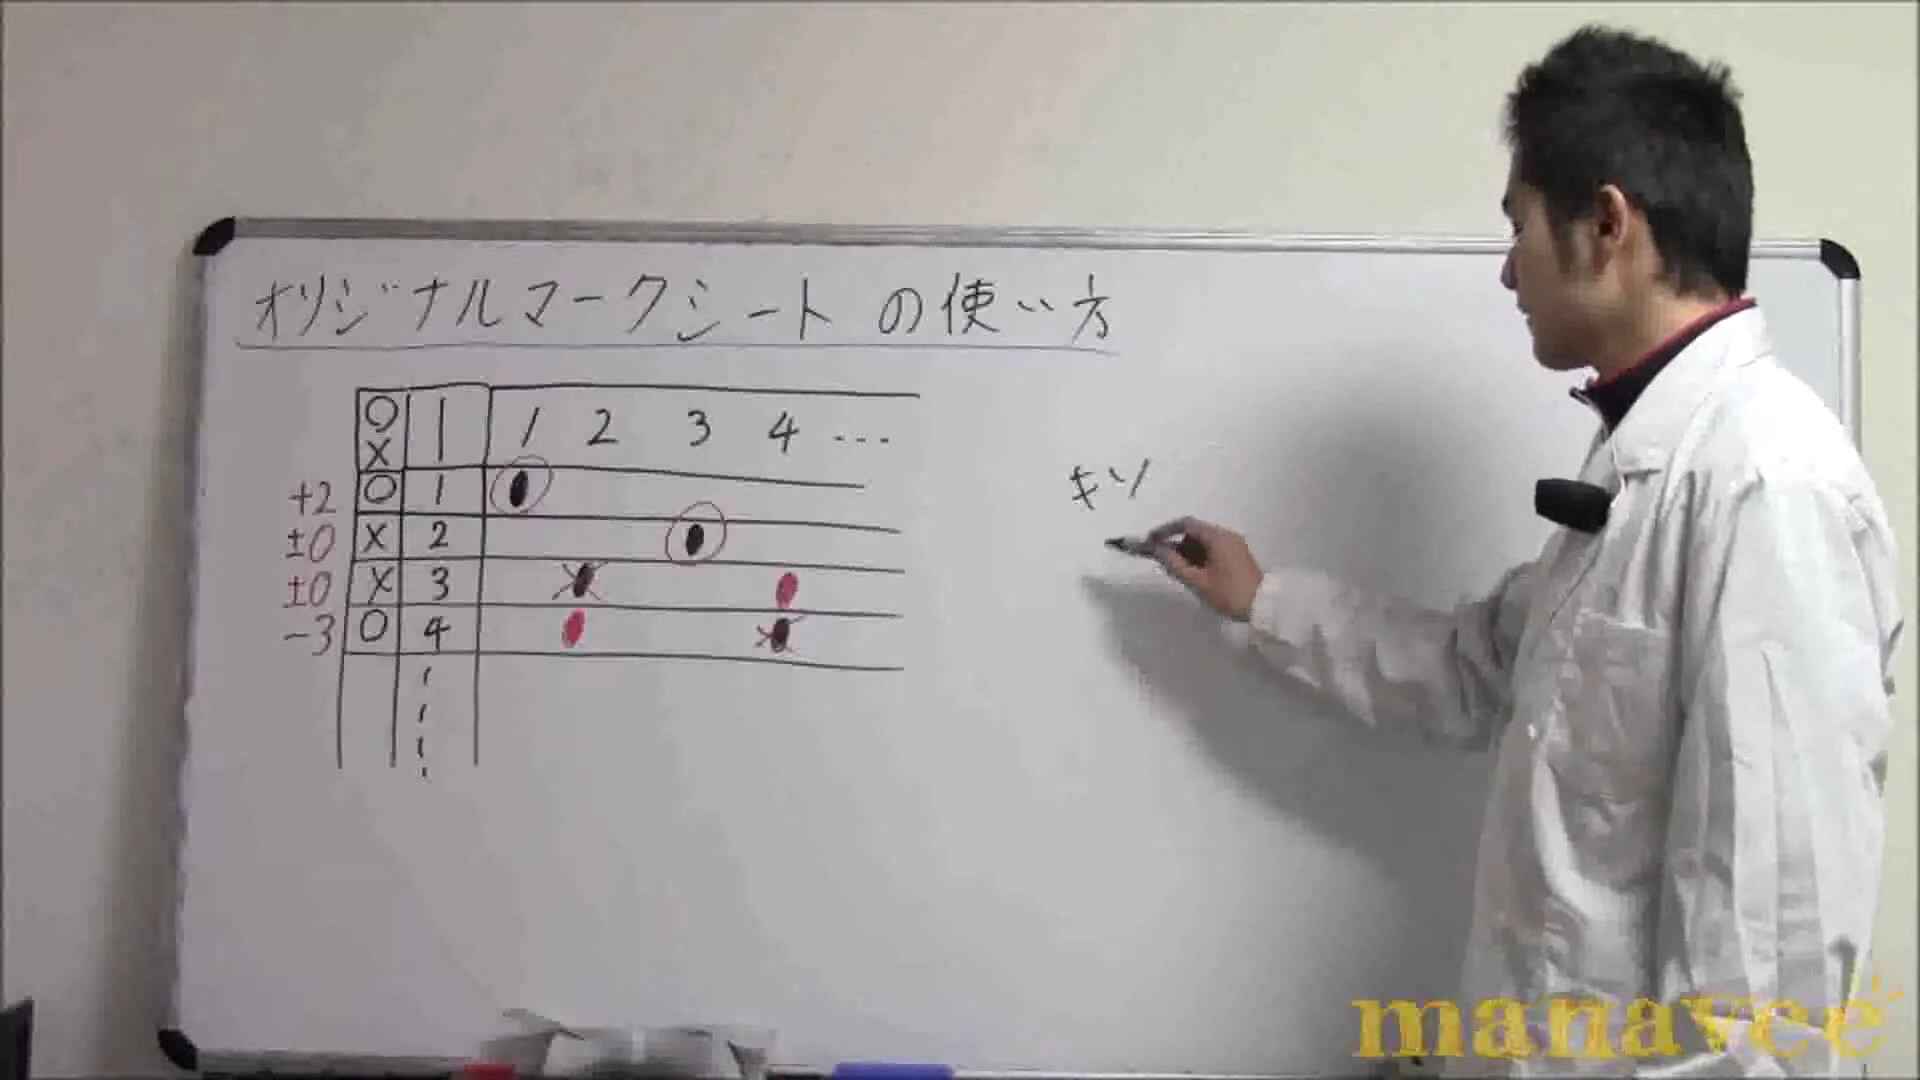 オリジナルマークシートの使い方
○ × 1 1 2 3 4 ...
+2 ○ 1
±0 × 2
±0 × 3
-3 ○ 4
キソ
manavee